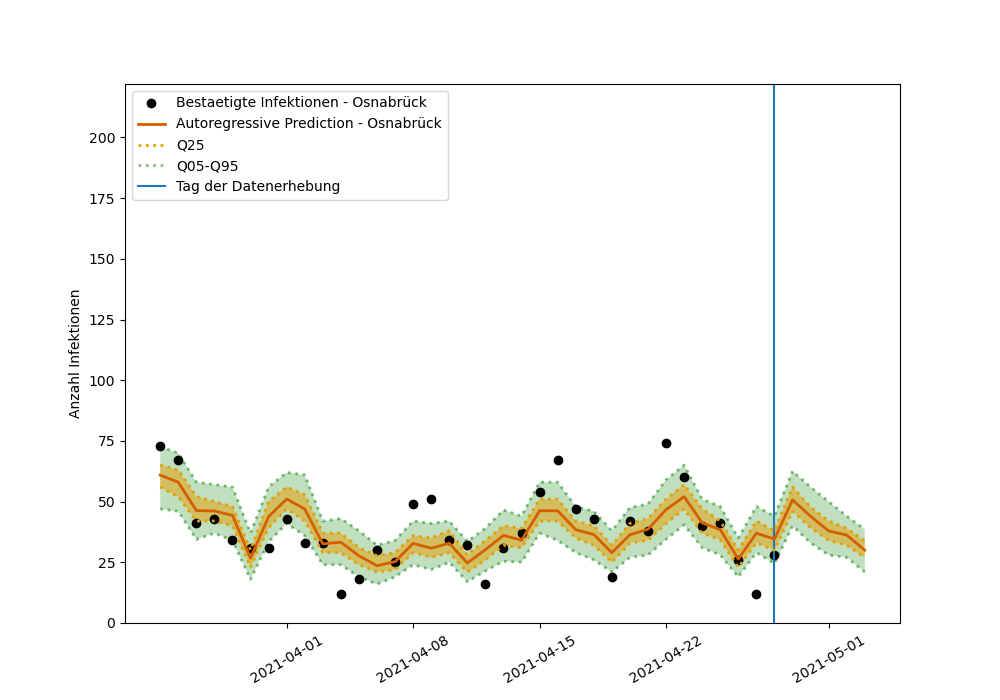 Bestaetigte Infektionen - Osnabrück
Autoregressive Prediction - Osnabrück
Q25
Q05-Q95
Tag der Datenerhebung
Anzahl Infektionen
200
175
150
125
100
75
50
25
0
2021-04-01
2021-04-08
2021-04-15
2021-04-22
2021-05-01